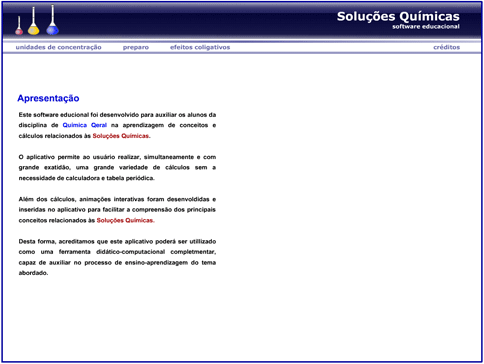 Soluções Químicas
software educacional
unidades de concentração preparo efeitos coligativos créditos
Apresentação
Este software educional foi desenvolvido para auxiliar os alunos da
disciplina de Química Qeral na aprendizagem de conceitos e
cálculos relacionados às Soluções Químicas.
O aplicativo permite ao usuário realizar, simultaneamente e com
grande exatidão, uma grande variedade de cálculos sem a
necessidade de calculadora e tabela periódica.
Além dos cálculos, animações interativas foram desenvoldidas e
inseridas no aplicativo para facilitar a compreensão dos principais
conceitos relacionados às Soluções Químicas.
Desta forma, acreditamos que este aplicativo poderá ser utillizado
como uma ferramenta didático-computacional completmentar,
capaz de auxiliar no processo de ensino-aprendizagem do tema
abordado.